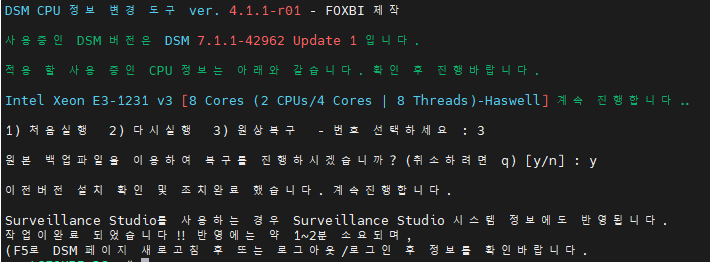 DSM CPU 정보 변경 도구 ver. 4.1.1-r01 - FOXBI 제작
사용중인 DSM 버전은 DSM 7.1.1-42962 Update 1 입니다.
적용 할 사용 중인 CPU 정보는 아래와 같습니다. 확인 후 진행바랍니다.
Intel Xeon E3-1231 v3 [8 Cores (2 CPUs/4 Cores | 8 Threads)-Haswell] 계속 진행합니다..
1) 처음실행 2) 다시실행 3) 원상복구 - 번호 선택하세요 : 3
원본 백업파일을 이용하여 복구를 진행하시겠습니까? (취소하려면 q) [y/n] : y
이전버전 설치 확인 및 조치완료 했습니다. 계속진행합니다.
Surveillance Studio를 사용하는 경우 Surveillance Studio 시스템 정보에도 반영됩니다.
작업이완료 되었습니다!! 반영에는 약 1~2분 소요되며,
(F5로 DSM 페이지 새로고침 후 또는 로그아웃/로그인 후 정보를 확인바랍니다.